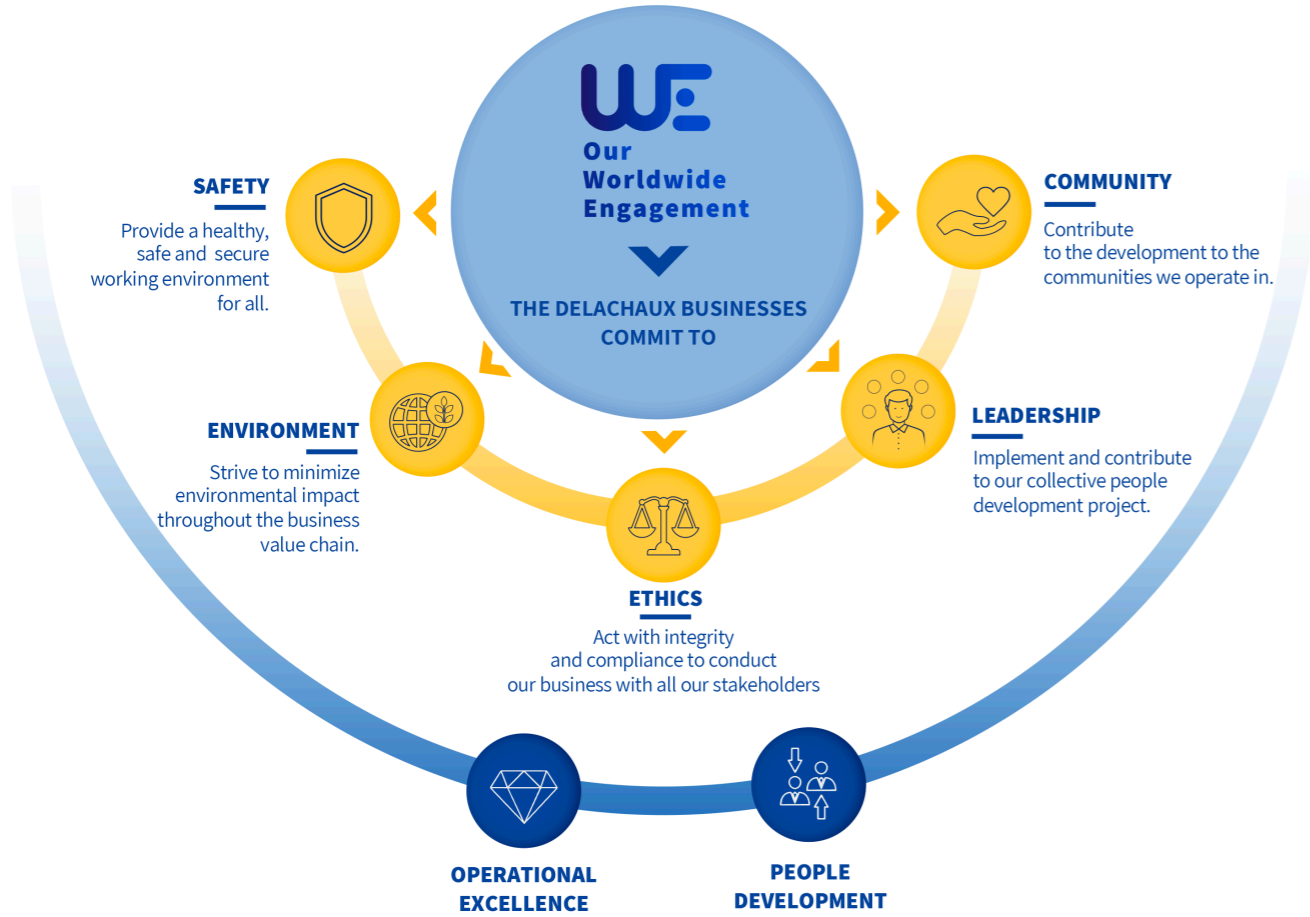 WE
Our
Worldwide
Engagement
THE DELACHAUX BUSINESSES
COMMIT TO
SAFETY
Provide a healthy,
safe and secure
working environment
for all.
ENVIRONMENT
Strive to minimize
environmental impact
throughout the business
value chain.
ETHICS
Act with integrity
and compliance to conduct
our business with all our stakeholders
LEADERSHIP
Implement and contribute
to our collective people
development project.
COMMUNITY
Contribute
to the development to the
communities we operate in.
OPERATIONAL
EXCELLENCE
PEOPLE
DEVELOPMENT